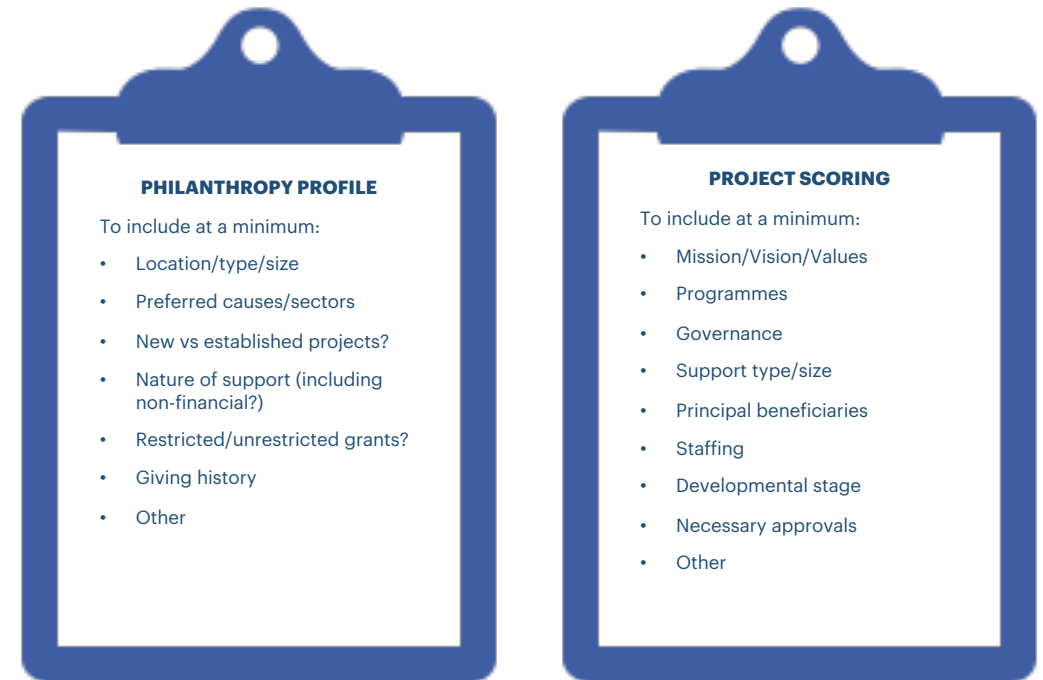 PHILANTHROPY PROFILE
To include at a minimum:
• Location/type/size
• Preferred causes/sectors
• New vs established projects?
• Nature of support (including
non-financial?)
• Restricted/unrestricted grants?
• Giving history
• Other
PROJECT SCORING
To include at a minimum:
• Mission/Vision/Values
• Programmes
• Governance
• Support type/size
• Principal beneficiaries
• Staffing
• Developmental stage
• Necessary approvals
• Other